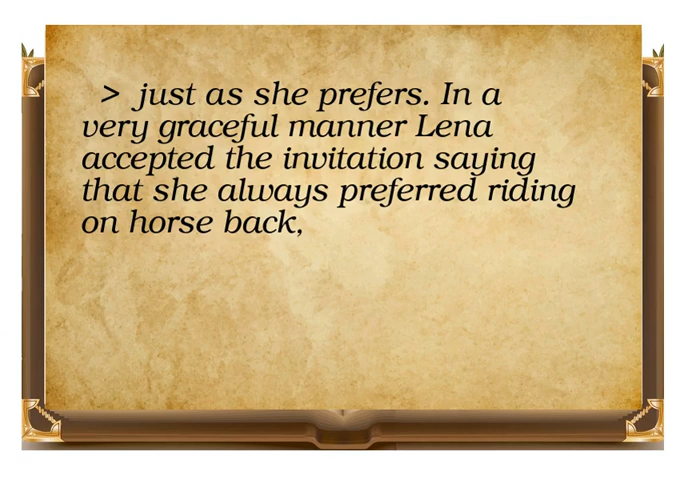 > just as she prefers. In a
very graceful manner Lena
accepted the invitation saying
that she always preferred riding
on horse back,